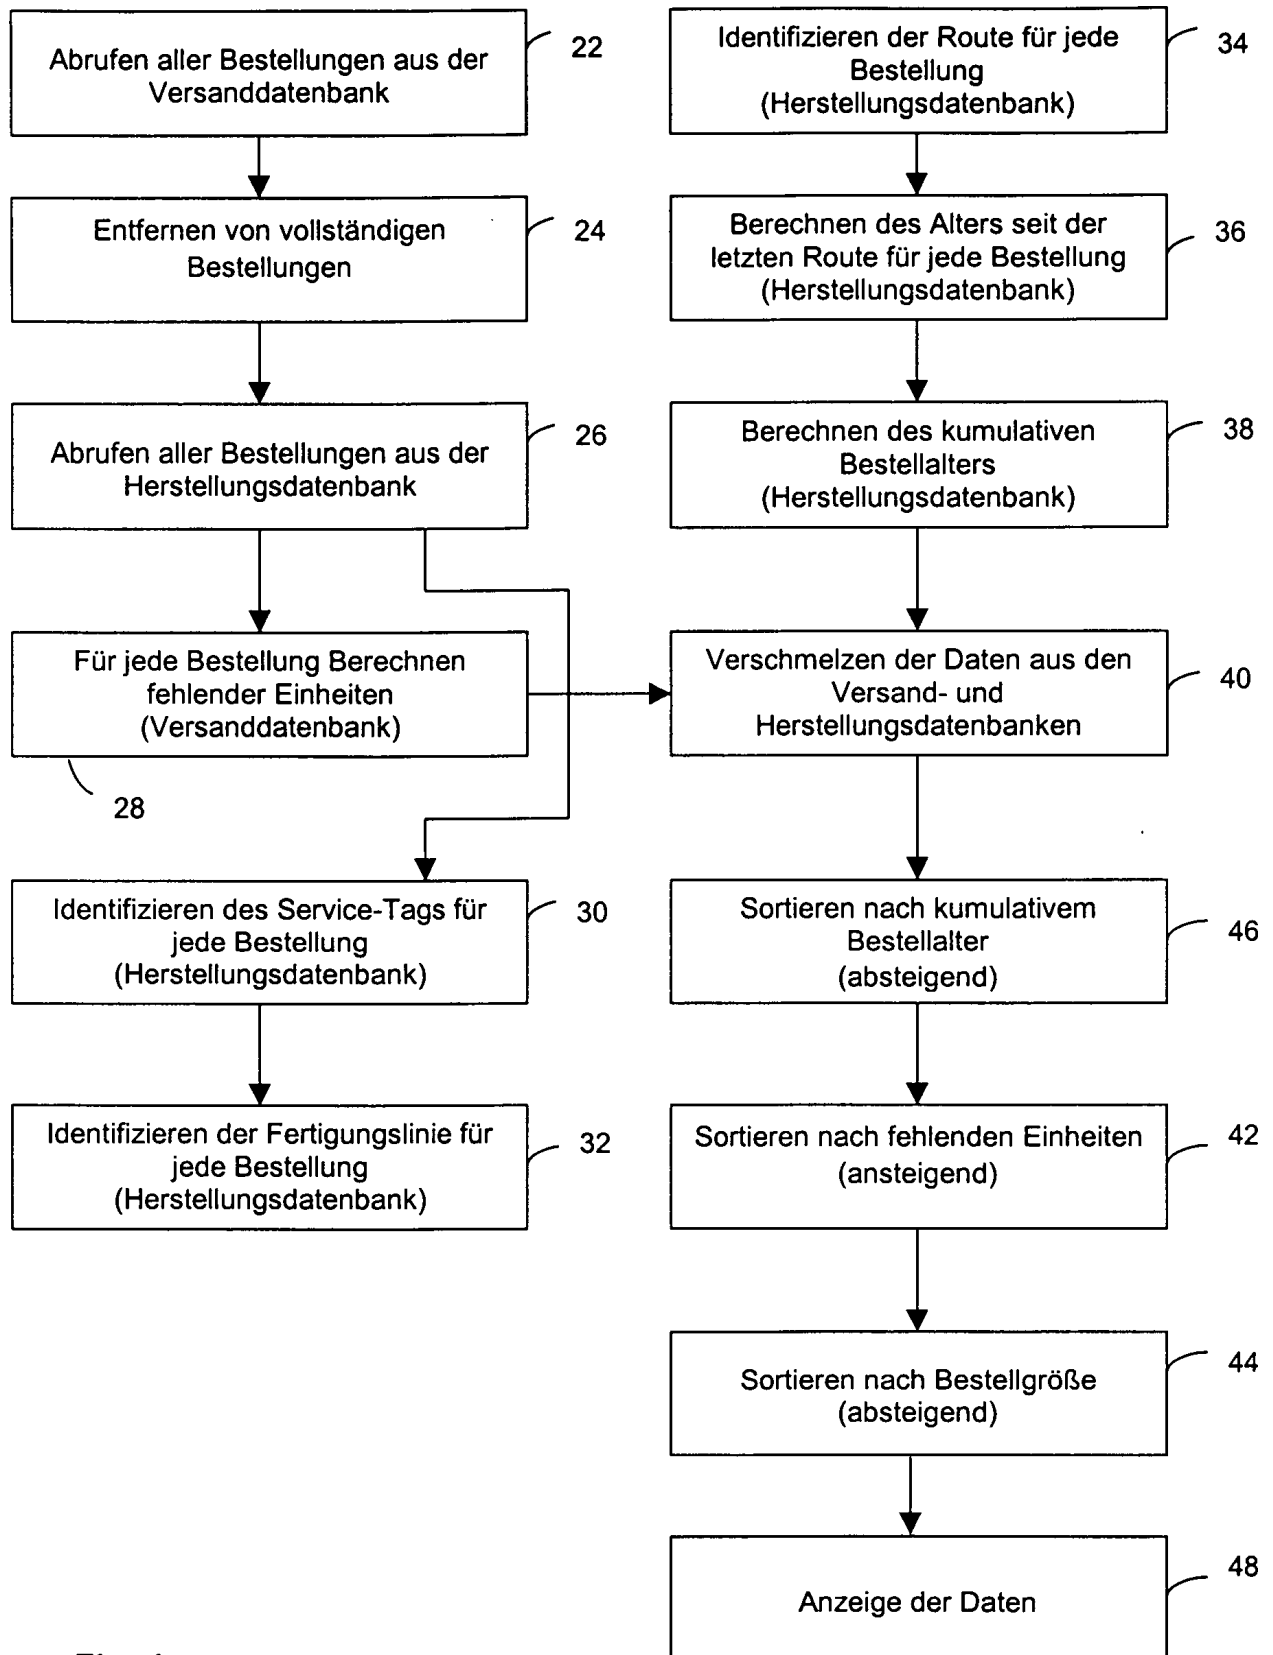 Abrufen aller Bestellungen aus der
Versanddatenbank
22
Entfernen von vollständigen
Bestellungen
24
Abrufen aller Bestellungen aus der
Herstellungsdatenbank
26
Für jede Bestellung Berechnen
fehlender Einheiten
(Versanddatenbank)
28
Identifizieren des Service-Tags für
jede Bestellung
(Herstellungsdatenbank)
30
Identifizieren der Fertigungslinie für
jede Bestellung
(Herstellungsdatenbank)
32
Identifizieren der Route für jede
Bestellung
(Herstellungsdatenbank)
34
Berechnen des Alters seit der
letzten Route für jede Bestellung
(Herstellungsdatenbank)
36
Berechnen des kumulativen
Bestellalters
(Herstellungsdatenbank)
38
Verschmelzen der Daten aus den
Versand- und
Herstellungsdatenbanken
40
Sortieren nach kumulativem
Bestellalter
(absteigend)
46
Sortieren nach fehlenden Einheiten
(ansteigend)
42
Sortieren nach Bestellgröße
(absteigend)
44
Anzeige der Daten
48